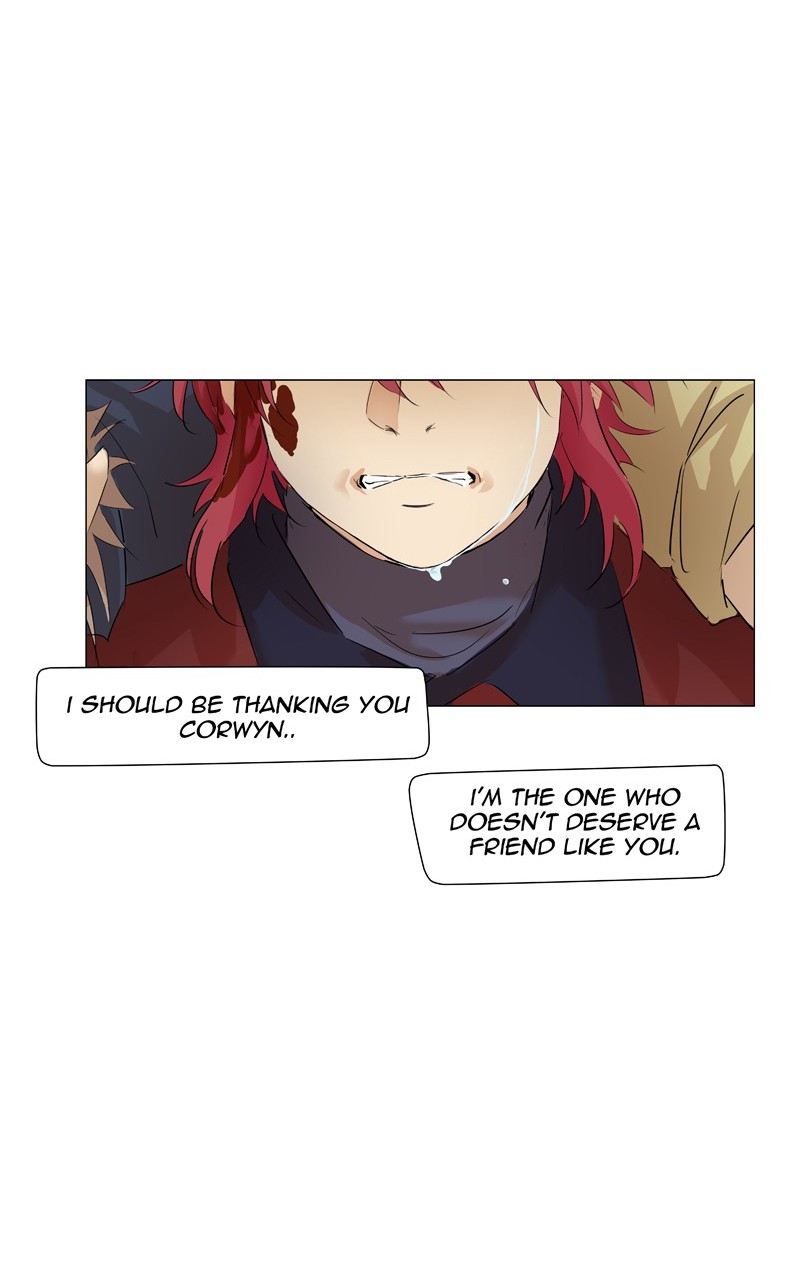 I SHOULD BE THANKING YOU
CORWYN..
I'M THE ONE WHO
DOESN'T DESERVE A
FRIEND LIKE YOU.